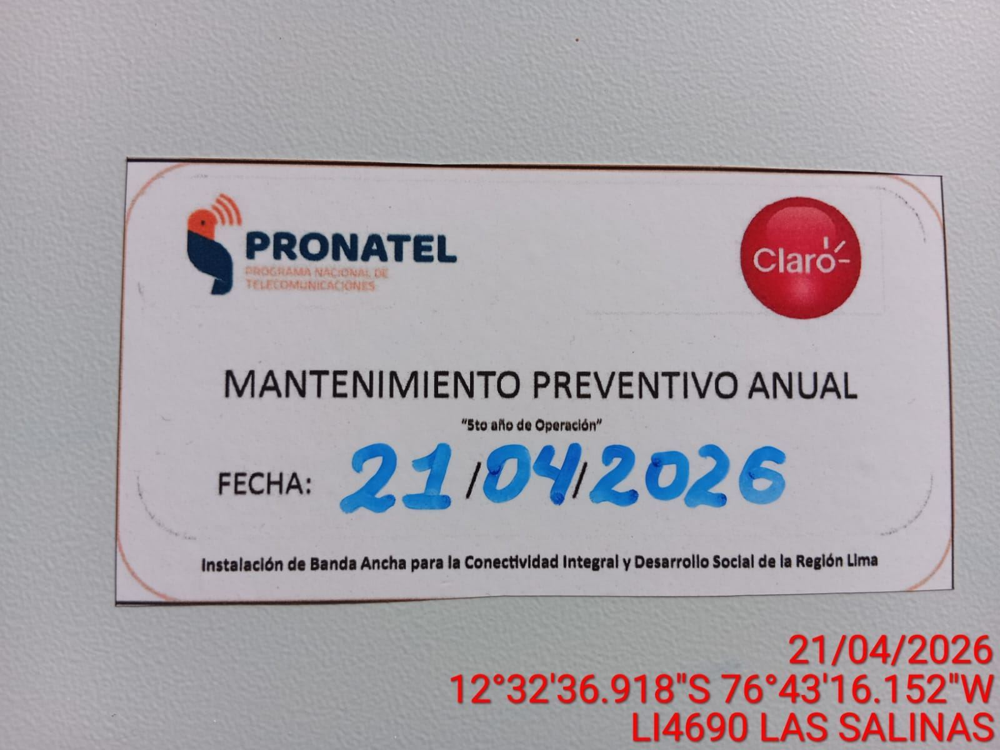 PRONATEL
PROGRAMA NACIONAL DE
TELECOMUNICACIONES
Claro
MANTENIMIENTO PREVENTIVO ANUAL
"5to año de Operación"
FECHA: 21/04/2026
Instalación de Banda Ancha para la Conectividad Integral y Desarrollo Social de la Región Lima
21/04/2026
12°32'36.918"S 76°43'16.152"W
LI4690 LAS SALINAS